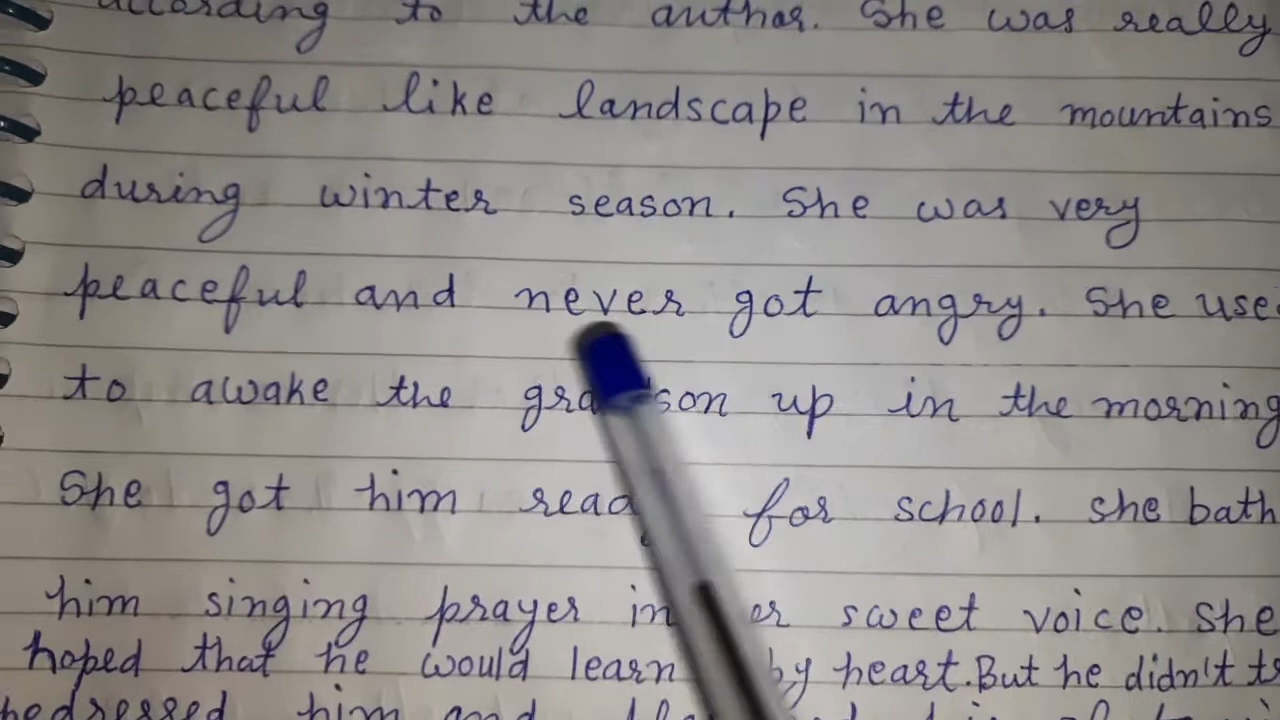 according to the author. She was really
peaceful like landscape in the mountains
during winter season. She was very
peaceful and never got angry. She use
to awake the son up in the morning
She got him for school. she bath
him singing prayer in sweet voice. She
hoped that he would learn by heart. But he didn't
him and